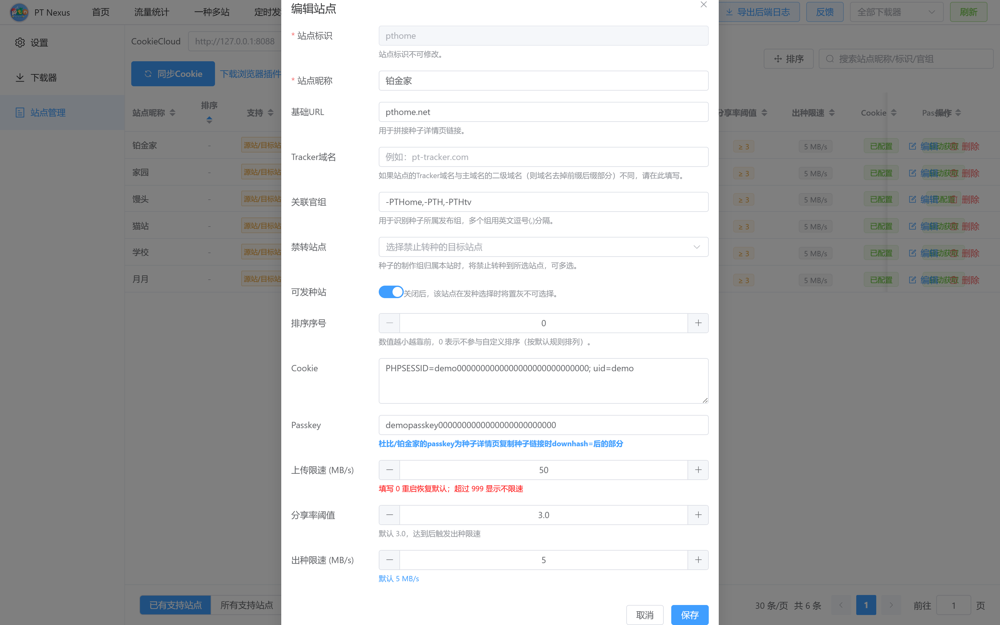 PT Nexus
首页
流量统计
一种多站
导出后端日志
反馈
全部下载器
刷新
设置
下载器
站点管理
CookieCloud
http://127.0.0.1:8088
同步Cookie
下载浏览器插件
排序
搜索站点昵称/标识/官组
站点昵称
排序
支持
分享率阈值
出种限速
Cookie
操作
铂金家
-
源站/目标站
≥ 3
5 MB/s
已配置
编辑
删除
家园
-
源站/目标站
≥ 3
5 MB/s
已配置
编辑
删除
馒头
-
源站/目标站
≥ 3
5 MB/s
已配置
编辑
已配置
删除
猫站
-
源站/目标站
≥ 3
5 MB/s
已配置
编辑
删除
学校
-
源站/目标站
≥ 3
5 MB/s
已配置
编辑
删除
月月
-
源站/目标站
≥ 3
5 MB/s
已配置
编辑
删除
已有支持站点
所有支持站点
30 条/页
共 6 条
1
前往
1
页
编辑站点
* 站点标识
pthome
站点标识不可修改。
* 站点昵称
铂金家
基础URL
pthome.net
用于拼接种子详情页链接。
Tracker域名
例如：pt-tracker.com
如果站点的Tracker域名与主域名的二级域名（则域名去掉前缀后缀部分）不同，请在此填写。
关联官组
-PTHome,-PTH,-PTHtv
用于识别种子所属发布组，多个组用英文逗号(,)分隔。
禁转站点
选择禁止转种的目标站点
种子的制作组归属本站时，将禁止转种到所选站点，可多选。
可发种站
关闭后，该站点在发种选择时将置灰不可选择。
排序序号
0
数值越小越靠前，0 表示不参与自定义排序（按默认规则排列）。
Cookie
PHPSESSID=demo0000000000000000000000000000; uid=demo
Passkey
demopasskey0000000000000000000000000
杜比/铂金家的passkey为种子详情页复制种子链接时downhash=后的部分
上传限速 (MB/s)
50
填写 0 重启恢复默认；超过 999 显示不限速
分享率阈值
3.0
默认 3.0，达到后触发出种限速
出种限速 (MB/s)
5
默认 5 MB/s
取消
保存